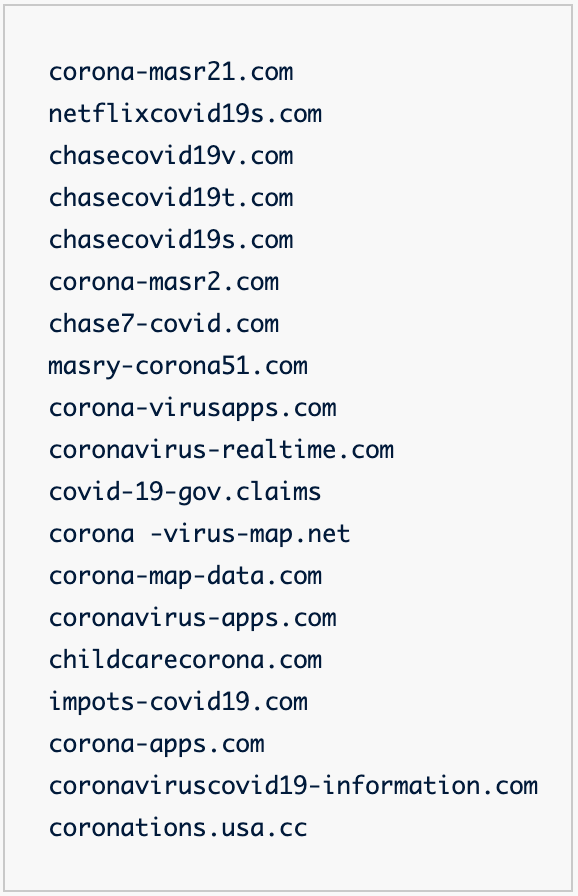 corona-masr21.com
netflixcovid19s.com
chasecovid19v.com
chasecovid19t.com
chasecovid19s.com
corona-masr2.com
chase7-covid.com
masry-corona51.com
corona-virusapps.com
coronavirus-realtime.com
covid-19-gov.claims
corona -virus-map.net
corona-map-data.com
coronavirus-apps.com
childcarecorona.com
impots-covid19.com
corona-apps.com
coronaviruscovid19-information.com
coronations.usa.cc